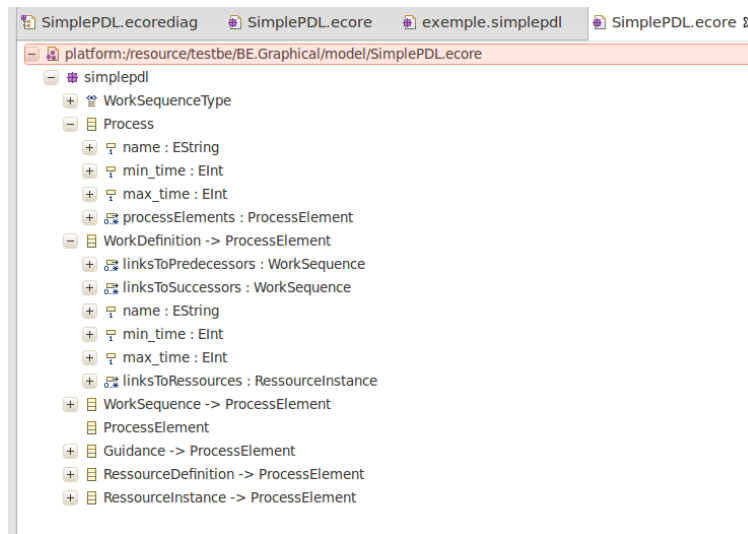 SimplePDL.ecorediag SimplePDL.ecore exemple.simplepdl SimplePDL.ecore
platform:/resource/testbe/BE.Graphical/model/SimplePDL.ecore
simplepdl
WorkSequenceType
Process
name : EString
min_time : EInt
max_time : EInt
processElements : ProcessElement
WorkDefinition -> ProcessElement
linksToPredecessors : WorkSequence
linksToSuccessors : WorkSequence
name : EString
min_time : EInt
max_time : EInt
linksToRessources : RessourceInstance
WorkSequence -> ProcessElement
ProcessElement
Guidance -> ProcessElement
RessourceDefinition -> ProcessElement
RessourceInstance -> ProcessElement